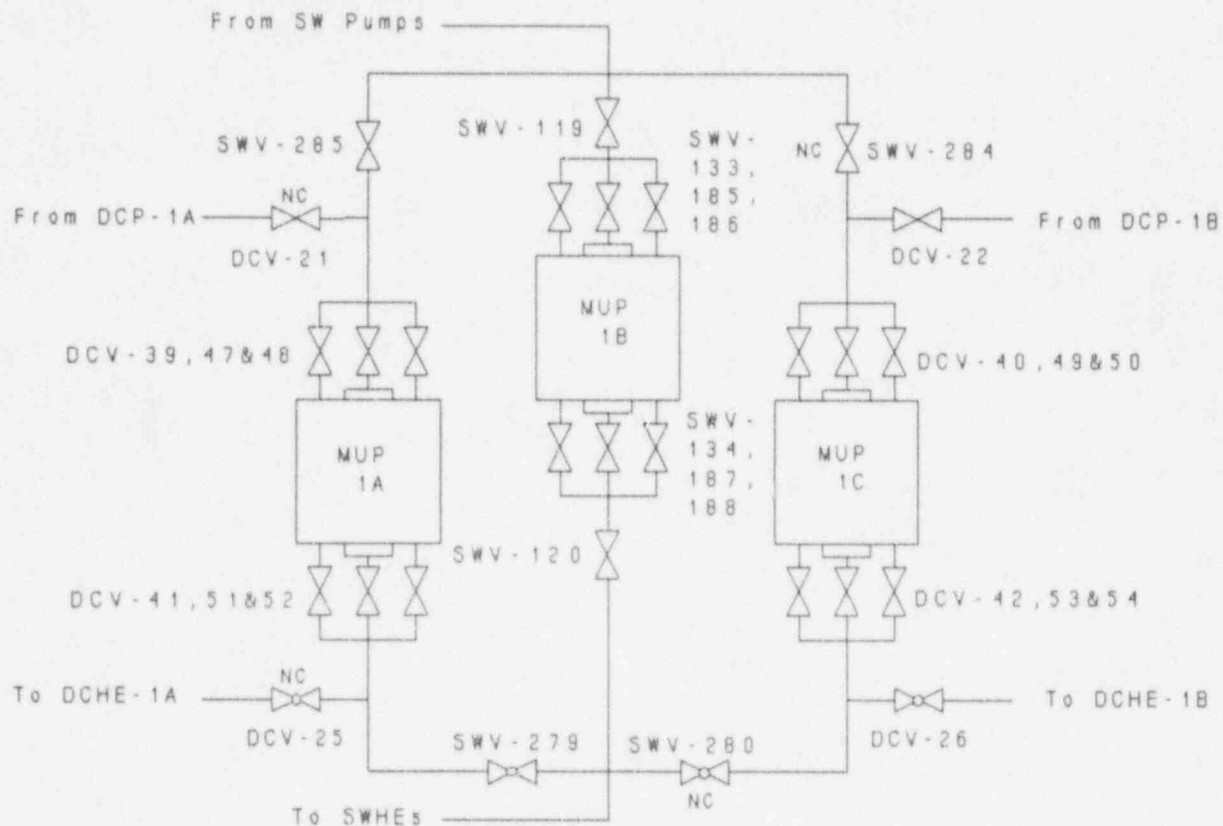 From SW Pumps
SWV-285
SWV-119
SWV-
133,
185,
186
NC
SWV-284
From DCP-1A
NC
DCV-21
DCV-22
From DCP-1B
MUP
1B
DCV-39,47&48
DCV-40,49&50
MUP
1A
SWV-
134,
187,
188
MUP
1C
SWV-120
DCV-41,51&52
DCV-42,53&54
To DCHE-1A
NC
DCV-25
SWV-279
SWV-280
NC
DCV-26
To DCHE-1B
To SWHEs